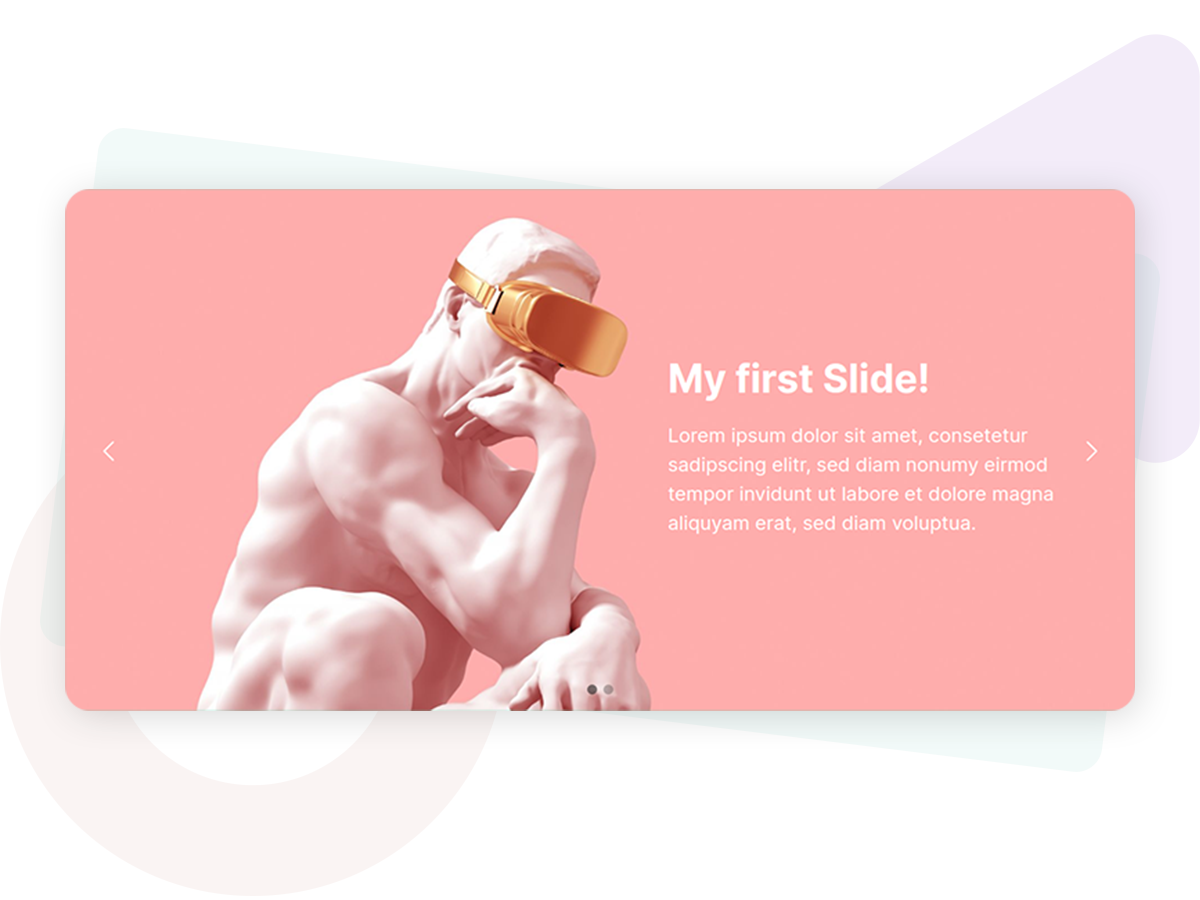 My first Slide!
Lorem ipsum dolor sit amet, consetetur
sadipscing elitr, sed diam nonumy eirmod
tempor invidunt ut labore et dolore magna
aliquyam erat, sed diam voluptua.